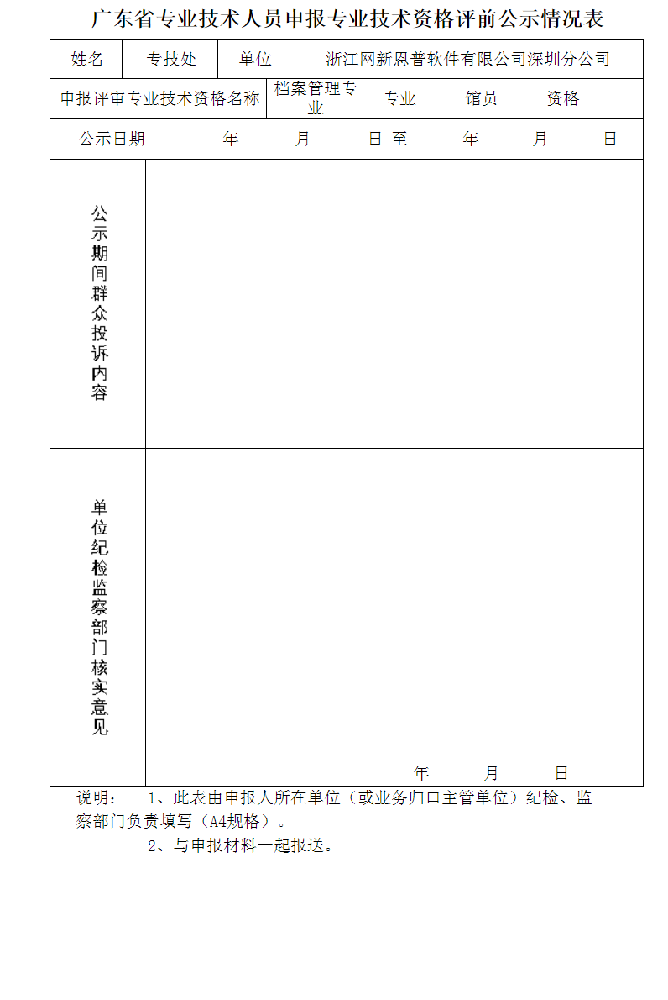 广东省专业技术人员申报专业技术资格评前公示情况表
姓名 专技处 单位 浙江网新恩普软件有限公司深圳分公司
申报评审专业技术资格名称 档案管理专业 专业 馆员 资格
公示日期 年 月 日 至 年 月 日
公示期间群众投诉内容
单位纪检监察部门核实意见
年 月 日
说明： 1、此表由申报人所在单位（或业务归口主管单位）纪检、监
察部门负责填写（A4规格）。
2、与申报材料一起报送。